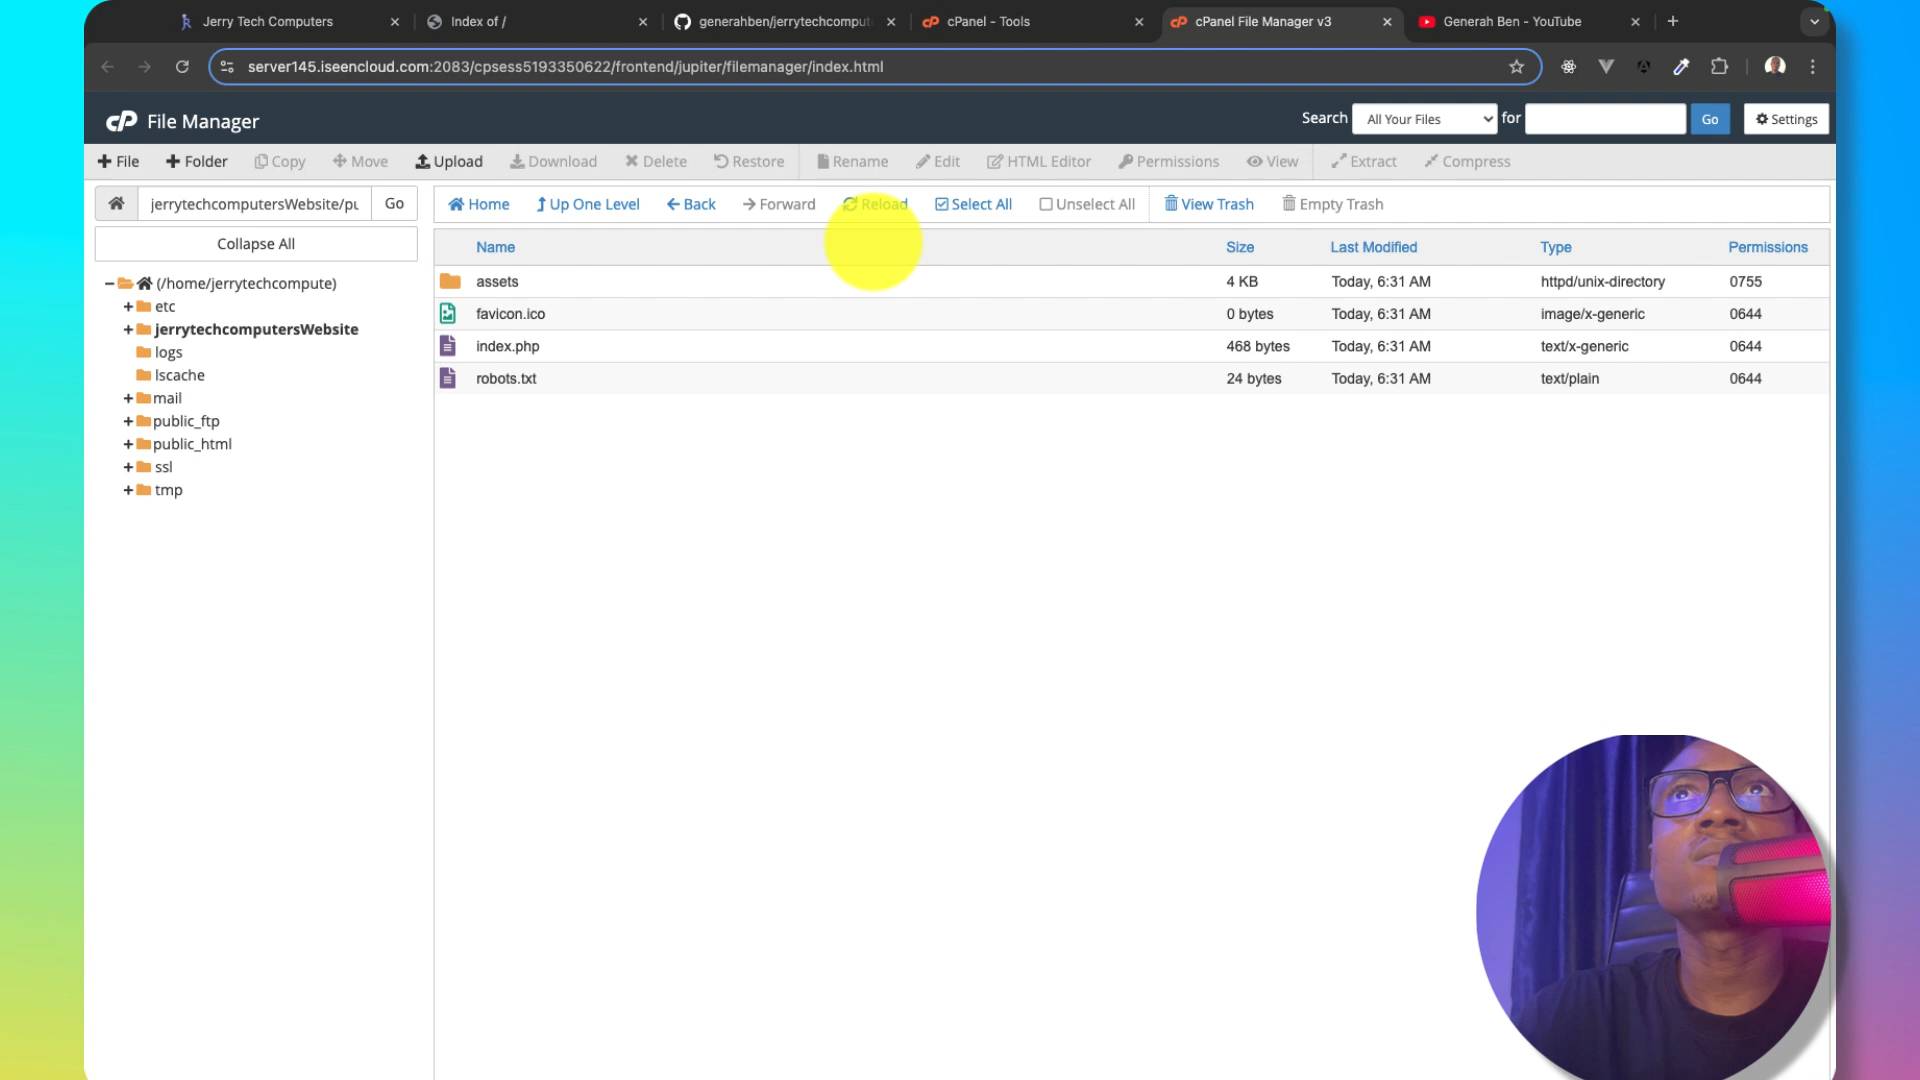 Jerry Tech Computers
Index of /
generahben/jerrytechcomput
cPanel - Tools
cPanel File Manager v3
Generah Ben - YouTube
server145.iseencloud.com:2083/cpsess5193350622/frontend/jupiter/filemanager/index.html
cP File Manager
Search All Your Files for Go Settings
File Folder Copy Move Upload Download Delete Restore Rename Edit HTML Editor Permissions View Extract Compress
jerrytechcomputersWebsite/pu Go
Home Up One Level Back Forward Reload Select All Unselect All View Trash Empty Trash
Collapse All
Name Size Last Modified Type Permissions
assets 4 KB Today, 6:31 AM httpd/unix-directory 0755
favicon.ico 0 bytes Today, 6:31 AM image/x-generic 0644
index.php 468 bytes Today, 6:31 AM text/x-generic 0644
robots.txt 24 bytes Today, 6:31 AM text/plain 0644
(/home/jerrytechcompute)
etc
jerrytechcomputersWebsite
logs
lscache
mail
public_ftp
public_html
ssl
tmp